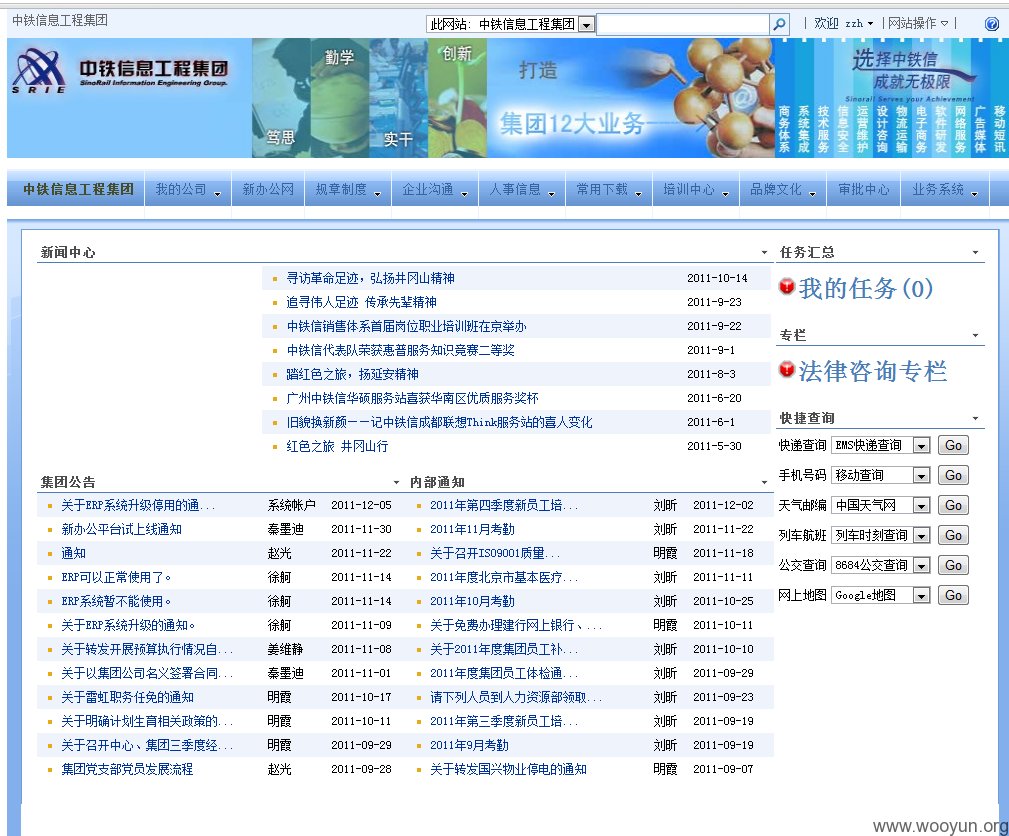 中铁信息工程集团
此网站: 中铁信息工程集团
欢迎 zzh
网站操作
中铁信息工程集团
SinoRail Information Engineering Group.
SRIE
勤学
笃思
创新
实干
打造
集团12大业务
选择中铁信
成就无极限
Sinorail Serves your Achievement
商务体系 系统集成 技术服务 信息安全 运营维护 设计咨询 物流运输 电子商务 软件研发 网络服务 广告媒体 移动短讯
中铁信息工程集团 我的公司 新办公网 规章制度 企业沟通 人事信息 常用下载 培训中心 品牌文化 审批中心 业务系统
新闻中心
寻访革命足迹，弘扬井冈山精神 2011-10-14
追寻伟人足迹 传承先辈精神 2011-9-23
中铁信销售体系首届岗位职业培训班在京举办 2011-9-22
中铁信代表队荣获惠普服务知识竞赛二等奖 2011-9-1
踏红色之旅，扬延安精神 2011-8-3
广州中铁信华硕服务站喜获华南区优质服务奖杯 2011-6-20
旧貌换新颜——记中铁信成都联想Think服务站的喜人变化 2011-6-1
红色之旅 井冈山行 2011-5-30
集团公告
关于ERP系统升级停用的通... 系统帐户 2011-12-05
新办公平台试上线通知 秦墨迪 2011-11-30
通知 赵光 2011-11-22
ERP可以正常使用了。 徐舸 2011-11-14
ERP系统暂不能使用。 徐舸 2011-11-14
关于ERP系统升级的通知。 徐舸 2011-11-09
关于转发开展预算执行情况自... 姜维静 2011-11-08
关于以集团公司名义签署合同... 秦墨迪 2011-11-01
关于雷虹职务任免的通知 明霞 2011-10-17
关于明确计划生育相关政策的... 明霞 2011-10-11
关于召开中心、集团三季度经... 明霞 2011-09-29
集团党支部党员发展流程 赵光 2011-09-28
内部通知
2011年第四季度新员工培... 刘昕 2011-12-02
2011年11月考勤 刘昕 2011-11-22
关于召开ISO9001质量... 明霞 2011-11-18
2011年度北京市基本医疗... 刘昕 2011-11-11
2011年10月考勤 刘昕 2011-10-25
关于免费办理建行网上银行、... 明霞 2011-10-11
关于2011年度集团员工补... 刘昕 2011-10-10
2011年度集团员工体检通... 刘昕 2011-09-29
请下列人员到人力资源部领取... 刘昕 2011-09-23
2011年第三季度新员工培... 刘昕 2011-09-19
2011年9月考勤 刘昕 2011-09-19
关于转发国兴物业停电的通知 明霞 2011-09-07
任务汇总
我的任务(0)
专栏
法律咨询专栏
快捷查询
快递查询 EMS快递查询 Go
手机号码 移动查询 Go
天气邮编 中国天气网 Go
列车航班 列车时刻查询 Go
公交查询 8684公交查询 Go
网上地图 Google地图 Go
www.wooyun.org